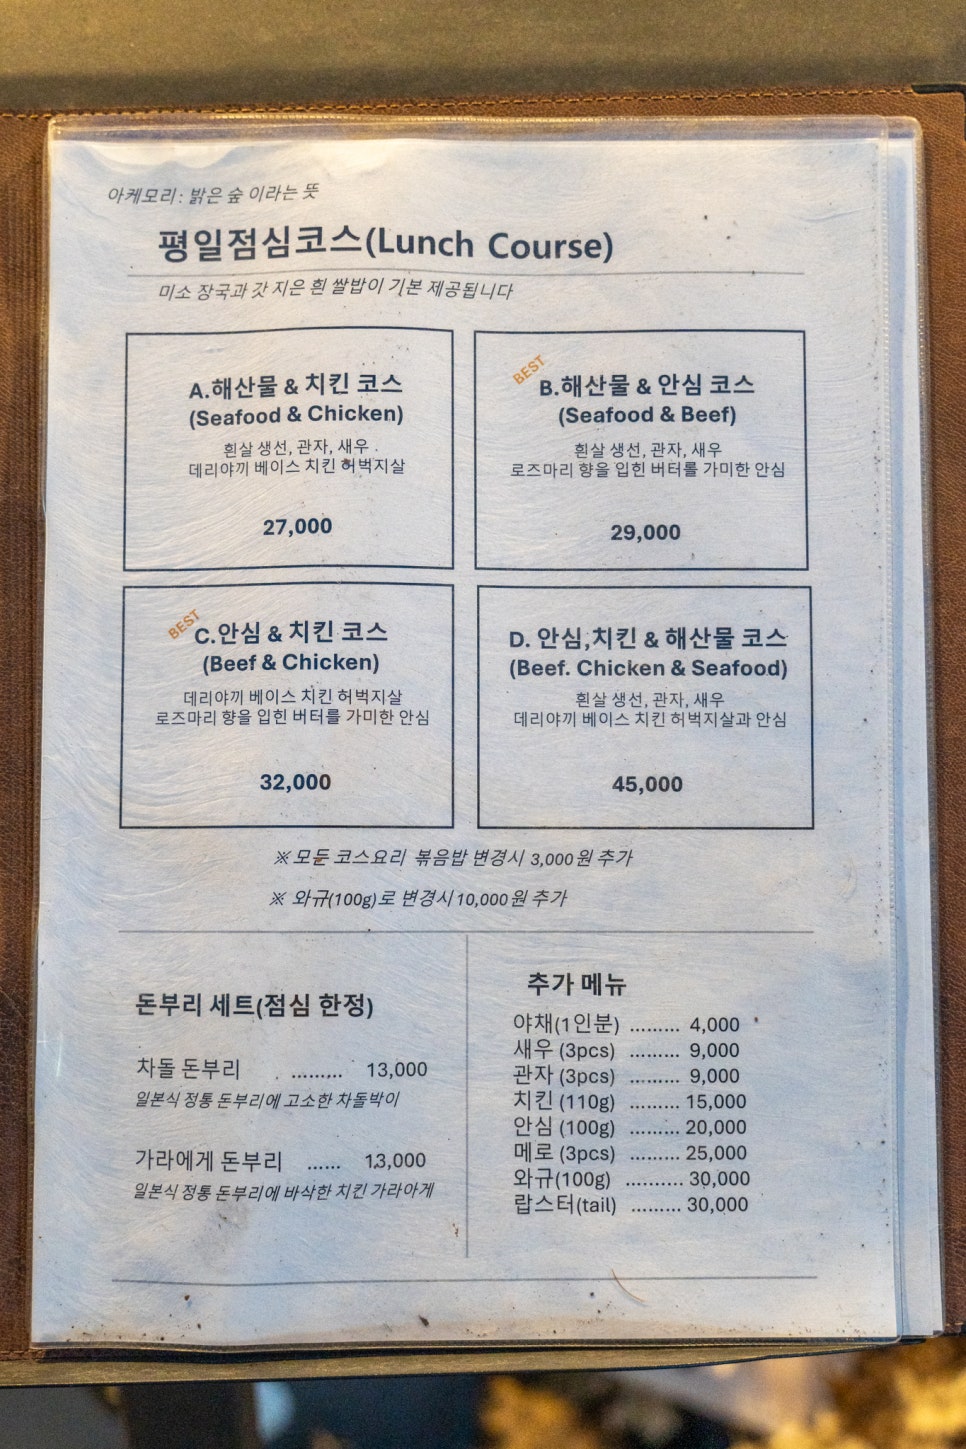 아케모리: 밝은 숲 이라는 뜻
평일점심코스(Lunch Course)
미소 장국과 갓 지은 흰 쌀밥이 기본 제공됩니다
A.해산물 & 치킨 코스
(Seafood & Chicken)
흰살 생선, 관자, 새우
데리야끼 베이스 치킨 허벅지살
27,000
BEST
B.해산물 & 안심 코스
(Seafood & Beef)
흰살 생선, 관자, 새우
로즈마리 향을 입힌 버터를 가미한 안심
29,000
BEST
C.안심 & 치킨 코스
(Beef & Chicken)
데리야끼 베이스 치킨 허벅지살
로즈마리 향을 입힌 버터를 가미한 안심
32,000
D. 안심,치킨 & 해산물 코스
(Beef. Chicken & Seafood)
흰살 생선, 관자, 새우
데리야끼 베이스 치킨 허벅지살과 안심
45,000
※ 모든 코스요리 볶음밥 변경시 3,000원 추가
※ 와규(100g)로 변경시 10,000원 추가
돈부리 세트(점심 한정)
차돌 돈부리 ......... 13,000
일본식 정통 돈부리에 고소한 차돌박이
가라에게 돈부리 ...... 13,000
일본식 정통 돈부리에 바삭한 치킨 가라아게
추가 메뉴
야채(1인분) ......... 4,000
새우 (3pcs) ......... 9,000
관자 (3pcs) ......... 9,000
치킨 (110g) ......... 15,000
안심 (100g) ......... 20,000
메로 (3pcs) ......... 25,000
와규(100g) .......... 30,000
랍스터(tail) ......... 30,000